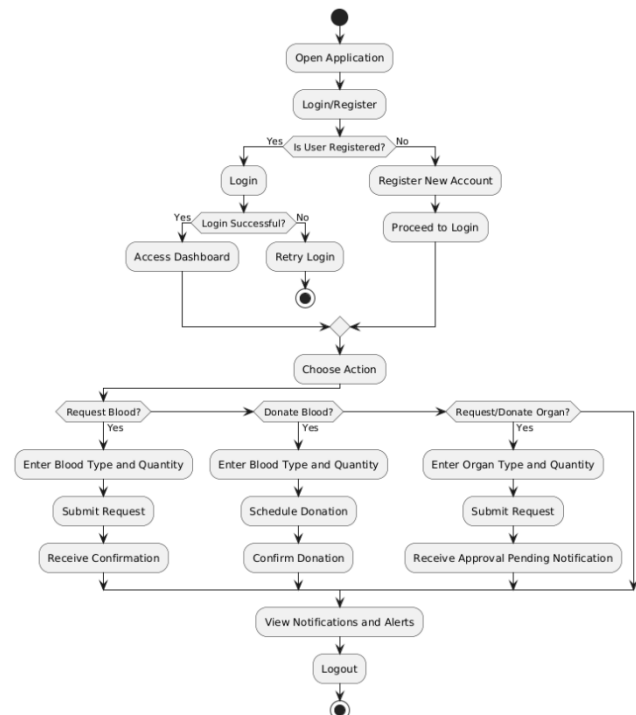 Open Application
Login/Register
Yes
Is User Registered?
No
Login
Register New Account
Yes
Login Successful?
No
Proceed to Login
Access Dashboard
Retry Login
Choose Action
Request Blood?
Donate Blood?
Request/Donate Organ?
Yes
Yes
Yes
Enter Blood Type and Quantity
Enter Blood Type and Quantity
Enter Organ Type and Quantity
Submit Request
Schedule Donation
Submit Request
Receive Confirmation
Confirm Donation
Receive Approval Pending Notification
View Notifications and Alerts
Logout